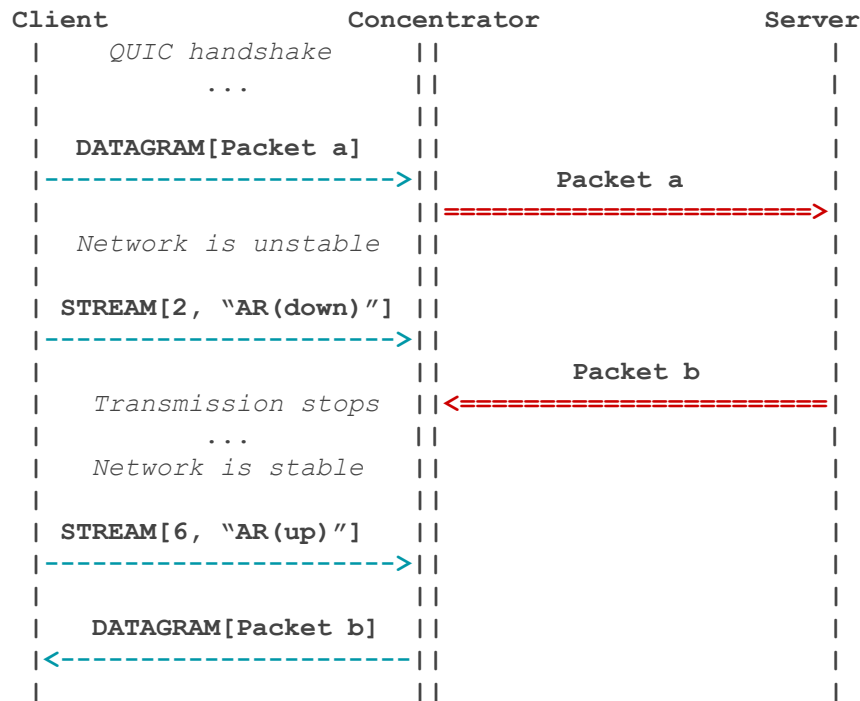 Client Concentrator Server
QUIC handshake
...
DATAGRAM[Packet a]
Packet a
Network is unstable
STREAM[2, “AR(down)”]
Packet b
Transmission stops
...
Network is stable
STREAM[6, “AR(up)”]
DATAGRAM[Packet b]